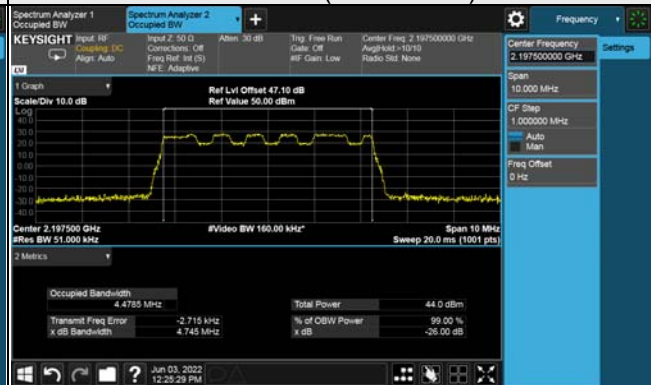 Spectrum Analyzer 1
Occupied BW
Spectrum Analyzer 2
Occupied BW
+
Frequency
KEYSIGHT
Input: RF
Coupling: DC
Align: Auto
Input Z: 50 Ω
Corrections: Off
Freq Ref: Int (S)
NFE: Adaptive
Atten: 30 dB
Trig: Free Run
Gate: Off
#IF Gain: Low
Center Freq: 2.197500000 GHz
Avg|Hold:>10/10
Radio Std: None
Center Frequency
2.197500000 GHz
Settings
Span
10.000 MHz
CF Step
1.000000 MHz
Auto
Man
Freq Offset
0 Hz
1 Graph
Scale/Div 10.0 dB
Ref Lvl Offset 47.10 dB
Ref Value 50.00 dBm
Log
40.0
30.0
20.0
10.0
0.00
-10.0
-20.0
-30.0
-40.0
Center 2.197500 GHz
#Res BW 51.000 kHz
#Video BW 160.00 kHz*
Span 10 MHz
Sweep 20.0 ms (1001 pts)
2 Metrics
Occupied Bandwidth
4.4785 MHz
Total Power 44.0 dBm
Transmit Freq Error -2.715 kHz
% of OBW Power 99.00 %
x dB Bandwidth 4.745 MHz
x dB -26.00 dB
?
Jun 03, 2022
12:25:29 PM